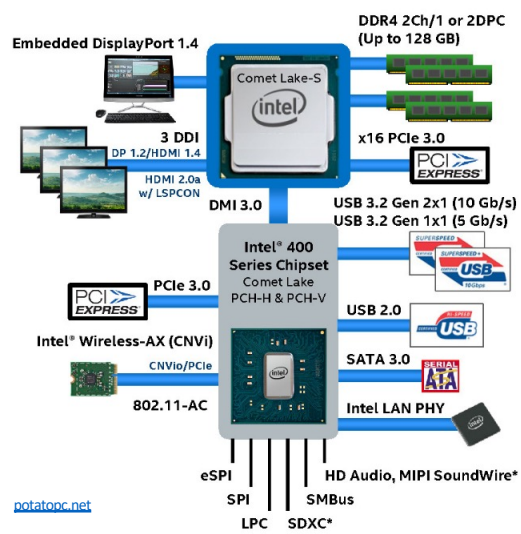 Embedded DisplayPort 1.4
DDR4 2Ch/1 or 2DPC
(Up to 128 GB)
Comet Lake-S
intel
3 DDI
DP 1.2/HDMI 1.4
HDMI 2.0a
w/ LSPCON
x16 PCIe 3.0
PCI
EXPRESS®
DMI 3.0
USB 3.2 Gen 2x1 (10 Gb/s)
USB 3.2 Gen 1x1 (5 Gb/s)
Intel® 400
Series Chipset
Comet Lake
PCH-H & PCH-V
SUPERSPEED
SUPERSPEED+
CERTIFIED
USB
10Gbps
PCIe 3.0
PCI
EXPRESS®
USB 2.0
HI-SPEED
CERTIFIED
USB
Intel® Wireless-AX (CNVi)
CNVio/PCIe
802.11-AC
intel
SATA 3.0
SERIAL
ATA
Intel LAN PHY
intel
eSPI
HD Audio, MIPI SoundWire*
SPI
SMBus
LPC
SDXC*
potatopc.net